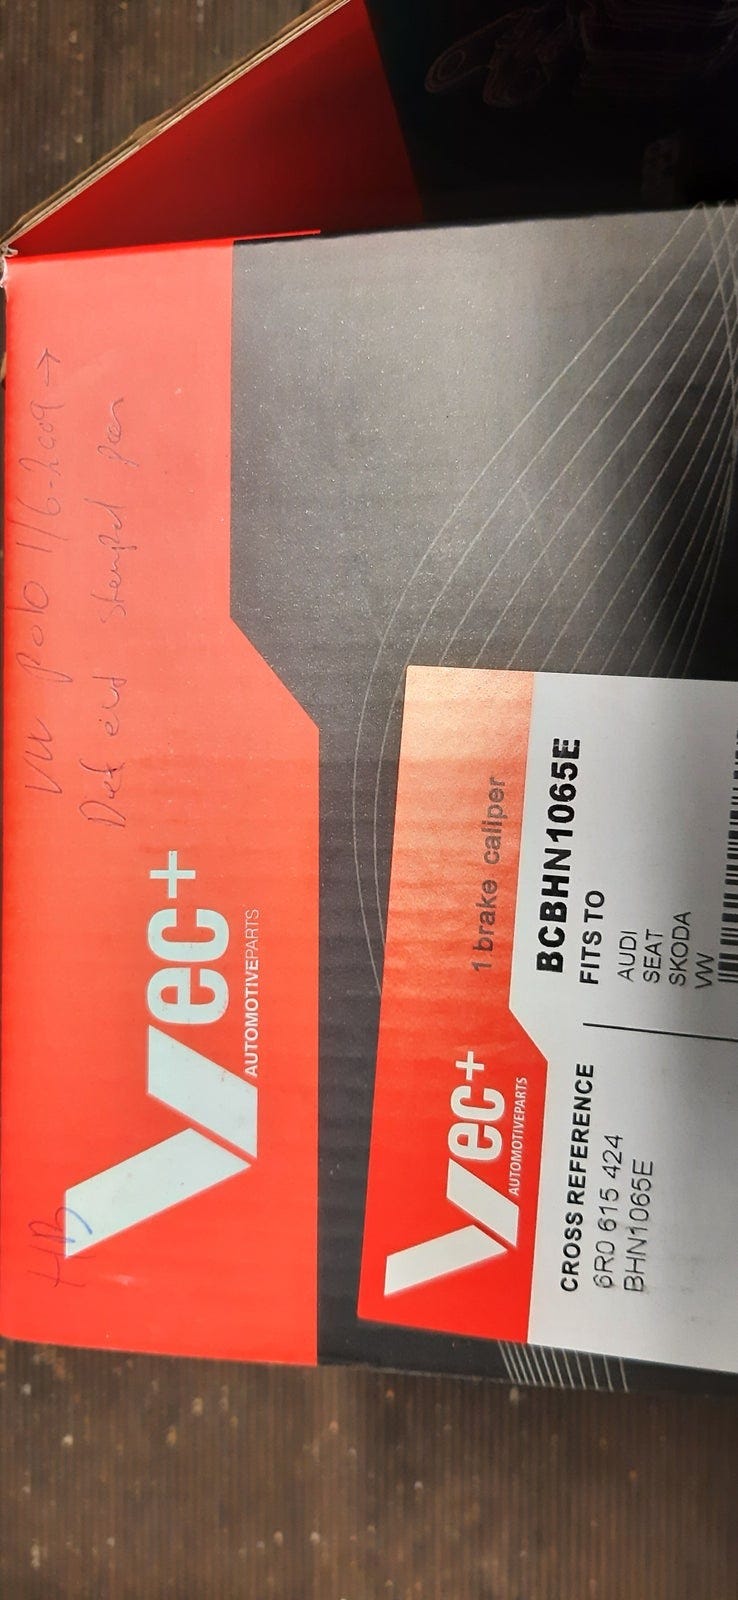 VW polo 1/6-2009 →
HB
Vec+
AUTOMOTIVEPARTS
Vec+
AUTOMOTIVEPARTS
1 brake caliper
BCBHN1065E
CROSS REFERENCE
6R0 615 424
BHN1065E
FITS TO
AUDI
SEAT
SKODA
VW